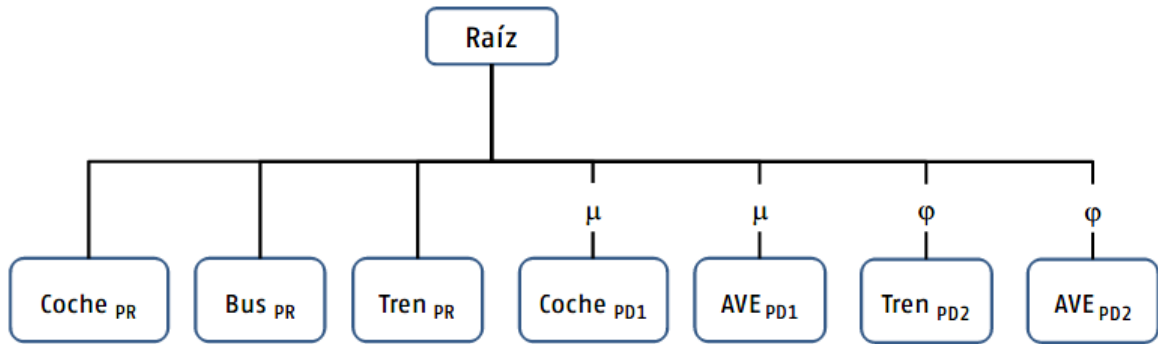 Raíz
μ μ φ φ
Coche PR Bus PR Tren PR Coche PD1 AVE PD1 Tren PD2 AVE PD2